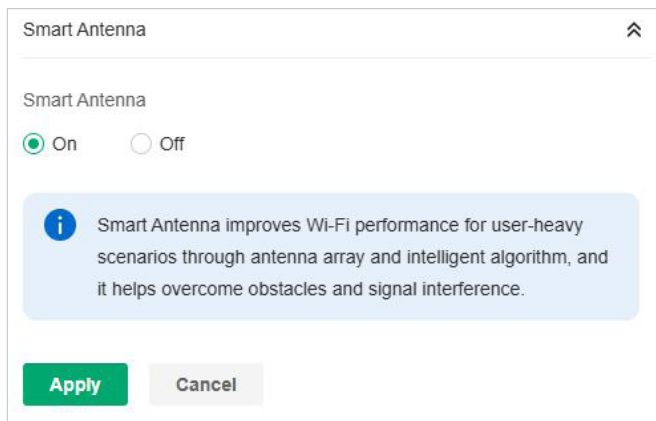 Smart Antenna
Smart Antenna
On Off
Smart Antenna improves Wi-Fi performance for user-heavy
scenarios through antenna array and intelligent algorithm, and
it helps overcome obstacles and signal interference.
Apply Cancel